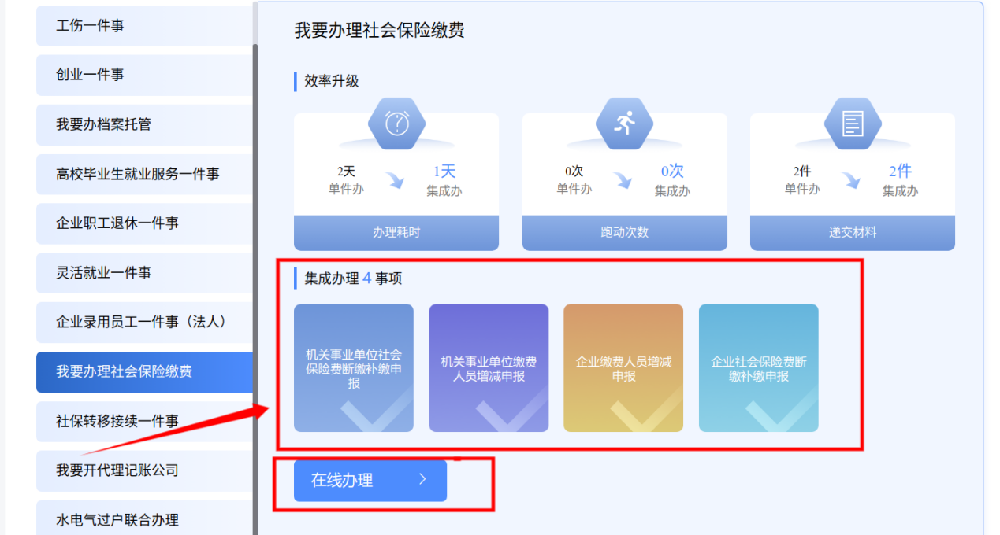 工伤一件事
创业一件事
我要办档案托管
高校毕业生就业服务一件事
企业职工退休一件事
灵活就业一件事
企业录用员工一件事（法人）
我要办理社会保险缴费
社保转移接续一件事
我要开代理记账公司
水电气过户联合办理
我要办理社会保险缴费
效率升级
2天
单件办
1天
集成办
办理耗时
0次
单件办
0次
集成办
跑动次数
2件
单件办
2件
集成办
递交材料
集成办理 4 事项
机关事业单位社会
保险费断缴补缴申
报
机关事业单位缴费
人员增减申报
企业缴费人员增减
申报
企业社会保险费断
缴补缴申报
在线办理